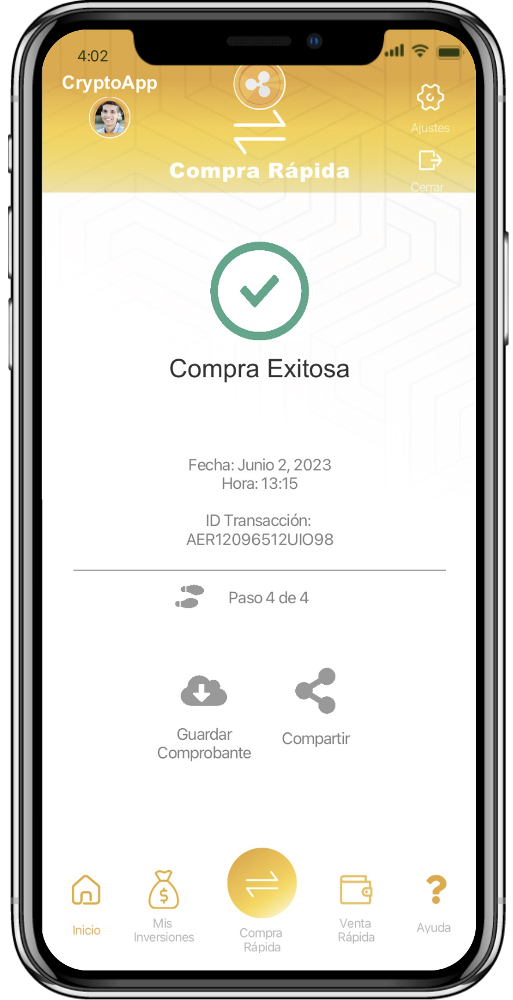 4:02
CryptoApp
Ajustes
Cerrar
Compra Rápida
Compra Exitosa
Fecha: Junio 2, 2023
Hora: 13:15
ID Transacción:
AER12096512UIO98
Paso 4 de 4
Guardar
Comprobante
Compartir
Inicio
Mis
Inversiones
Compra
Rápida
Venta
Rápida
Ayuda